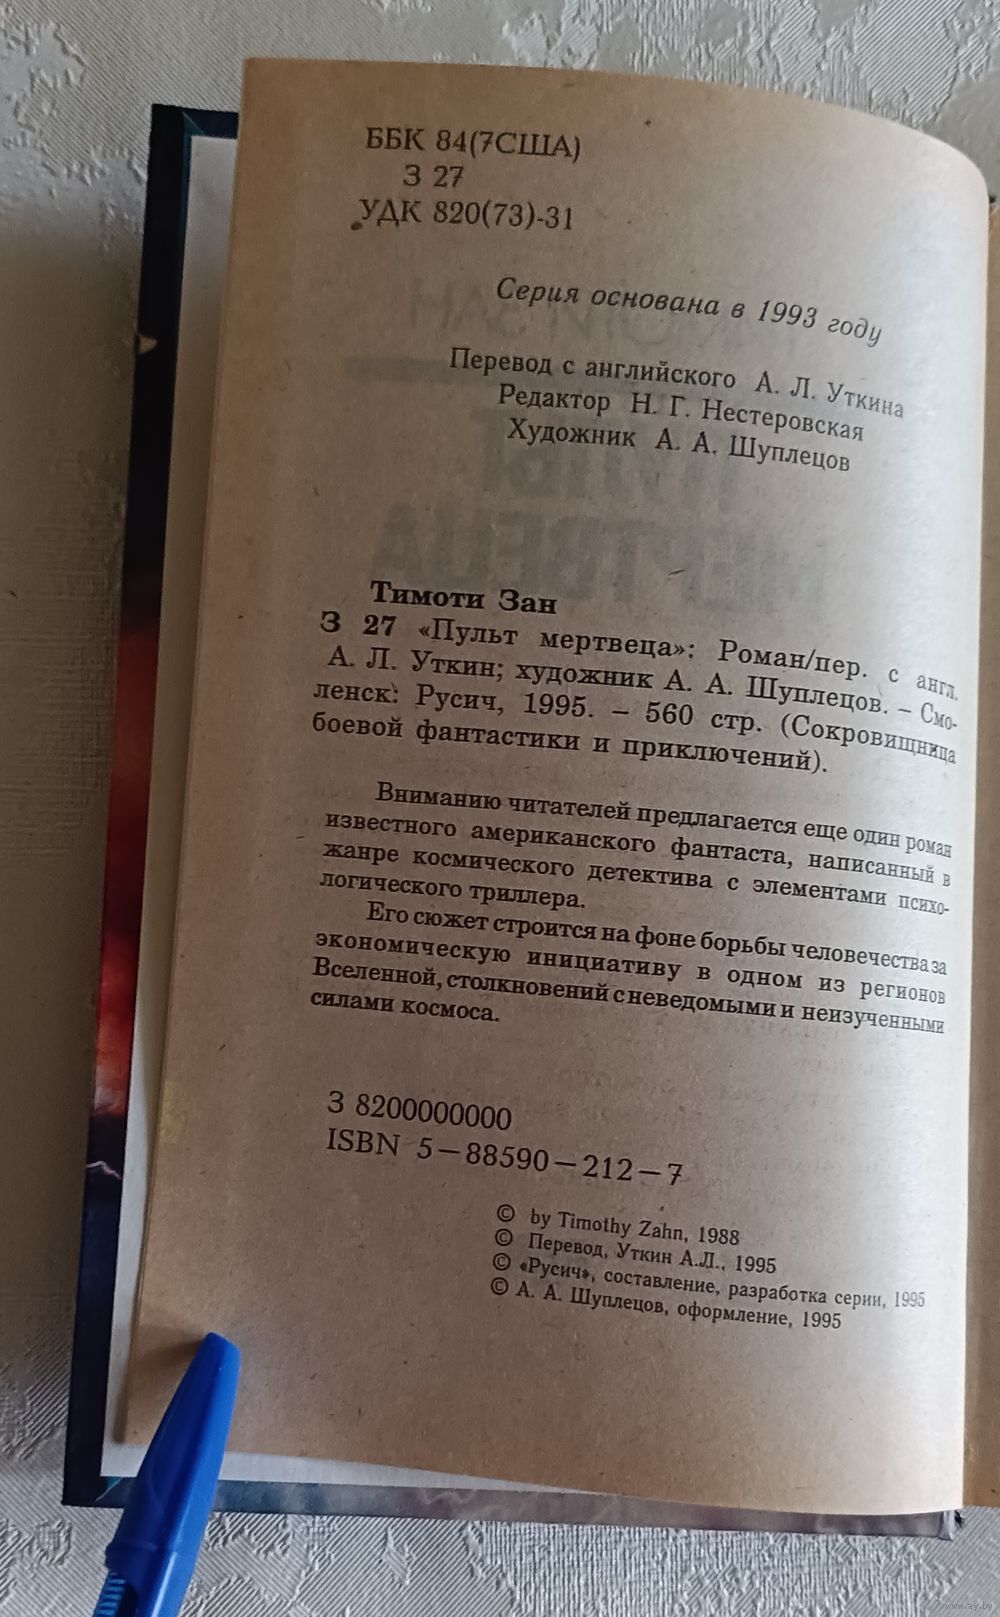 ББК 84(7США)
З 27
УДК 820(73)-31
Серия основана в 1993 году
Перевод с английского А. Л. Уткина
Редактор Н. Г. Нестеровская
Художник А. А. Шуплецов
Тимоти Зан
З 27 «Пульт мертвеца»: Роман/пер. с англ.
А. Л. Уткин; художник А. А. Шуплецов. – Смо-
ленск: Русич, 1995. – 560 стр. (Сокровищница
боевой фантастики и приключений).
Вниманию читателей предлагается еще один роман
известного американского фантаста, написанный в
жанре космического детектива с элементами психо-
логического триллера.
Его сюжет строится на фоне борьбы человечества за
экономическую инициативу в одном из регионов
Вселенной, столкновений с неведомыми и неизученными
силами космоса.
З 8200000000
ISBN 5–88590–212–7
© by Timothy Zahn, 1988
© Перевод, Уткин А.Л., 1995
© «Русич», составление, разработка серии, 1995
© А. А. Шуплецов, оформление, 1995
www.ay.by